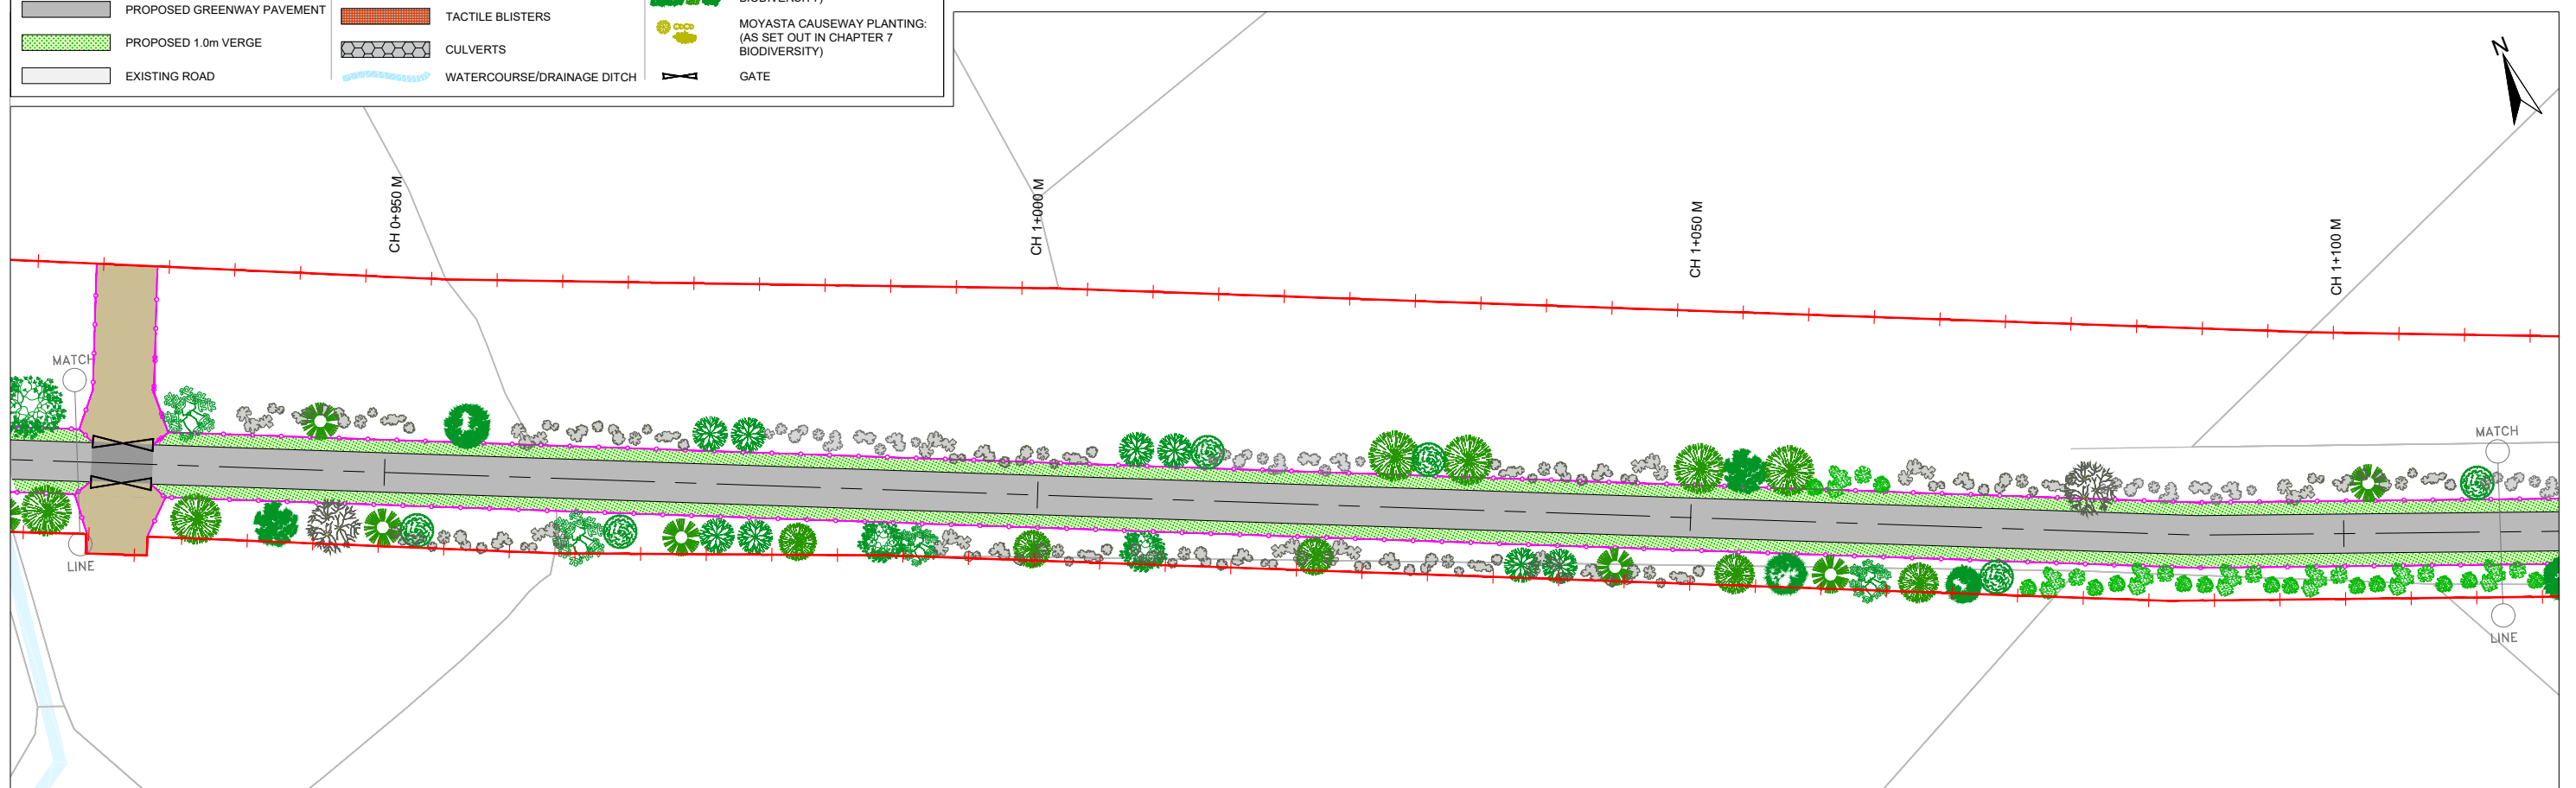 PROPOSED GREENWAY PAVEMENT
PROPOSED 1.0m VERGE
EXISTING ROAD
TACTILE BLISTERS
CULVERTS
WATERCOURSE/DRAINAGE DITCH
BIODIVERSITY)
MOYASTA CAUSEWAY PLANTING:
(AS SET OUT IN CHAPTER 7
BIODIVERSITY)
GATE
N
CH 0+950 M
CH 1+000 M
CH 1+050 M
CH 1+100 M
MATCH
LINE
MATCH
LINE